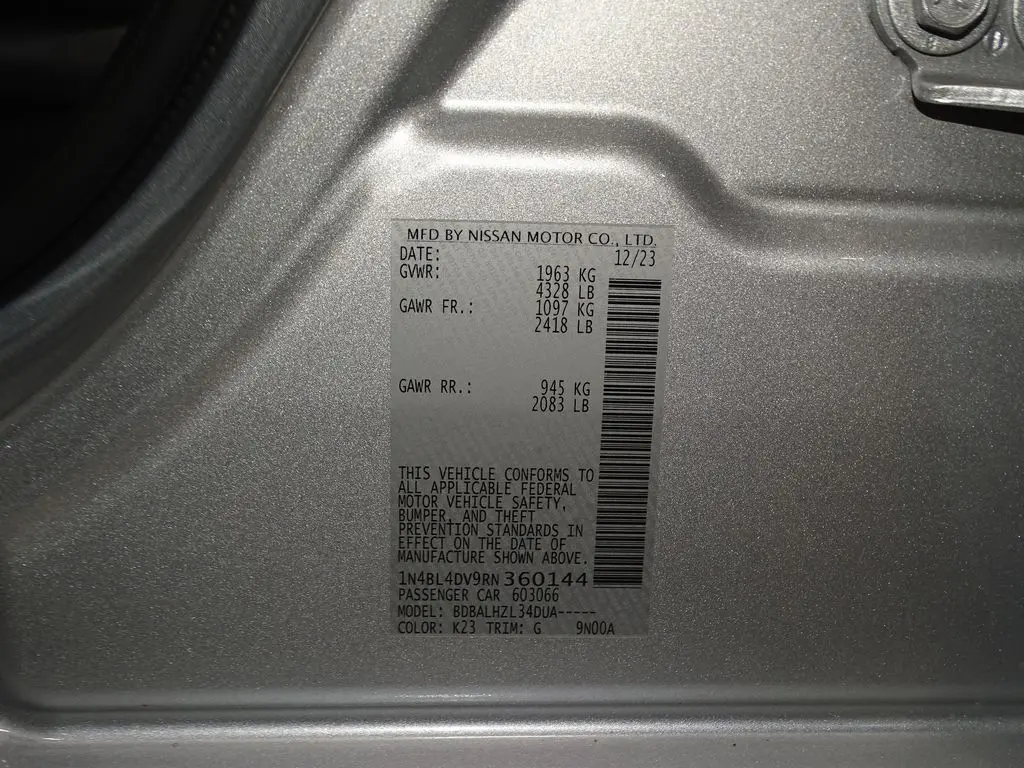 MFD BY NISSAN MOTOR CO., LTD.
DATE: 12/23
GVWR: 1963 KG
4328 LB
GAWR FR.: 1097 KG
2418 LB
GAWR RR.: 945 KG
2083 LB
THIS VEHICLE CONFORMS TO
ALL APPLICABLE FEDERAL
MOTOR VEHICLE SAFETY,
BUMPER, AND THEFT
PREVENTION STANDARDS IN
EFFECT ON THE DATE OF
MANUFACTURE SHOWN ABOVE.
1N4BL4DV9RN360144
PASSENGER CAR 603066
MODEL: BDBALHZL34DUA-----
COLOR: K23 TRIM: G 9N00A